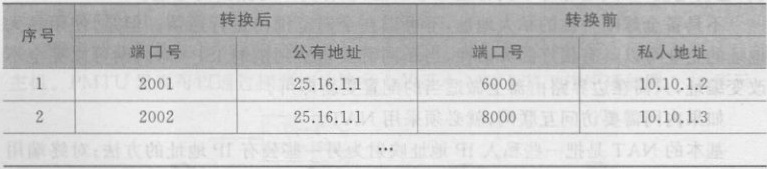 序号 转换后 转换前
端口号 公有地址 端口号 私人地址
1 2001 25.16.1.1 6000 10.10.1.2
2 2002 25.16.1.1 8000 10.10.1.3
…